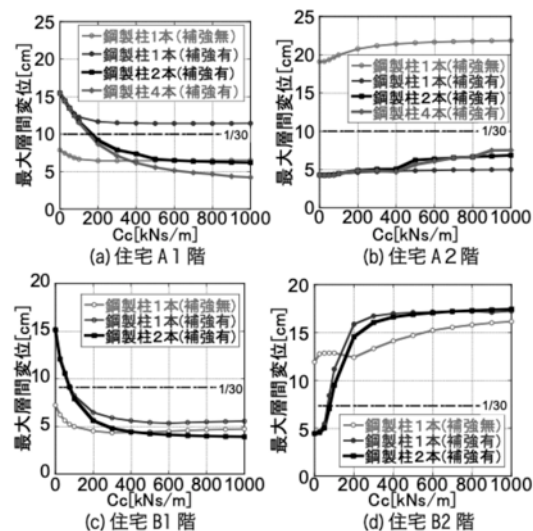 (a)
最大層間変位[cm]
20
15
10
5
0
鋼製柱1本(補強無)
鋼製柱1本(補強有)
鋼製柱2本(補強有)
鋼製柱4本(補強有)
1/30
0 200 400 600 800 1000
Cc[kNs/m]
(a) 住宅A1階
最大層間変位[cm]
20
15
10
5
0
鋼製柱1本(補強無)
鋼製柱1本(補強有)
鋼製柱2本(補強有)
鋼製柱4本(補強有)
1/30
0 200 400 600 800 1000
Cc[kNs/m]
(b) 住宅A2階
最大層間変位[cm]
20
15
10
5
0
鋼製柱1本(補強無)
鋼製柱1本(補強有)
鋼製柱2本(補強有)
1/30
0 200 400 600 800 1000
Cc[kNs/m]
(c) 住宅B1階
最大層間変位[cm]
20
15
10
5
0
1/30
鋼製柱1本(補強無)
鋼製柱1本(補強有)
鋼製柱2本(補強有)
0 200 400 600 800 1000
Cc[kNs/m]
(d) 住宅B2階